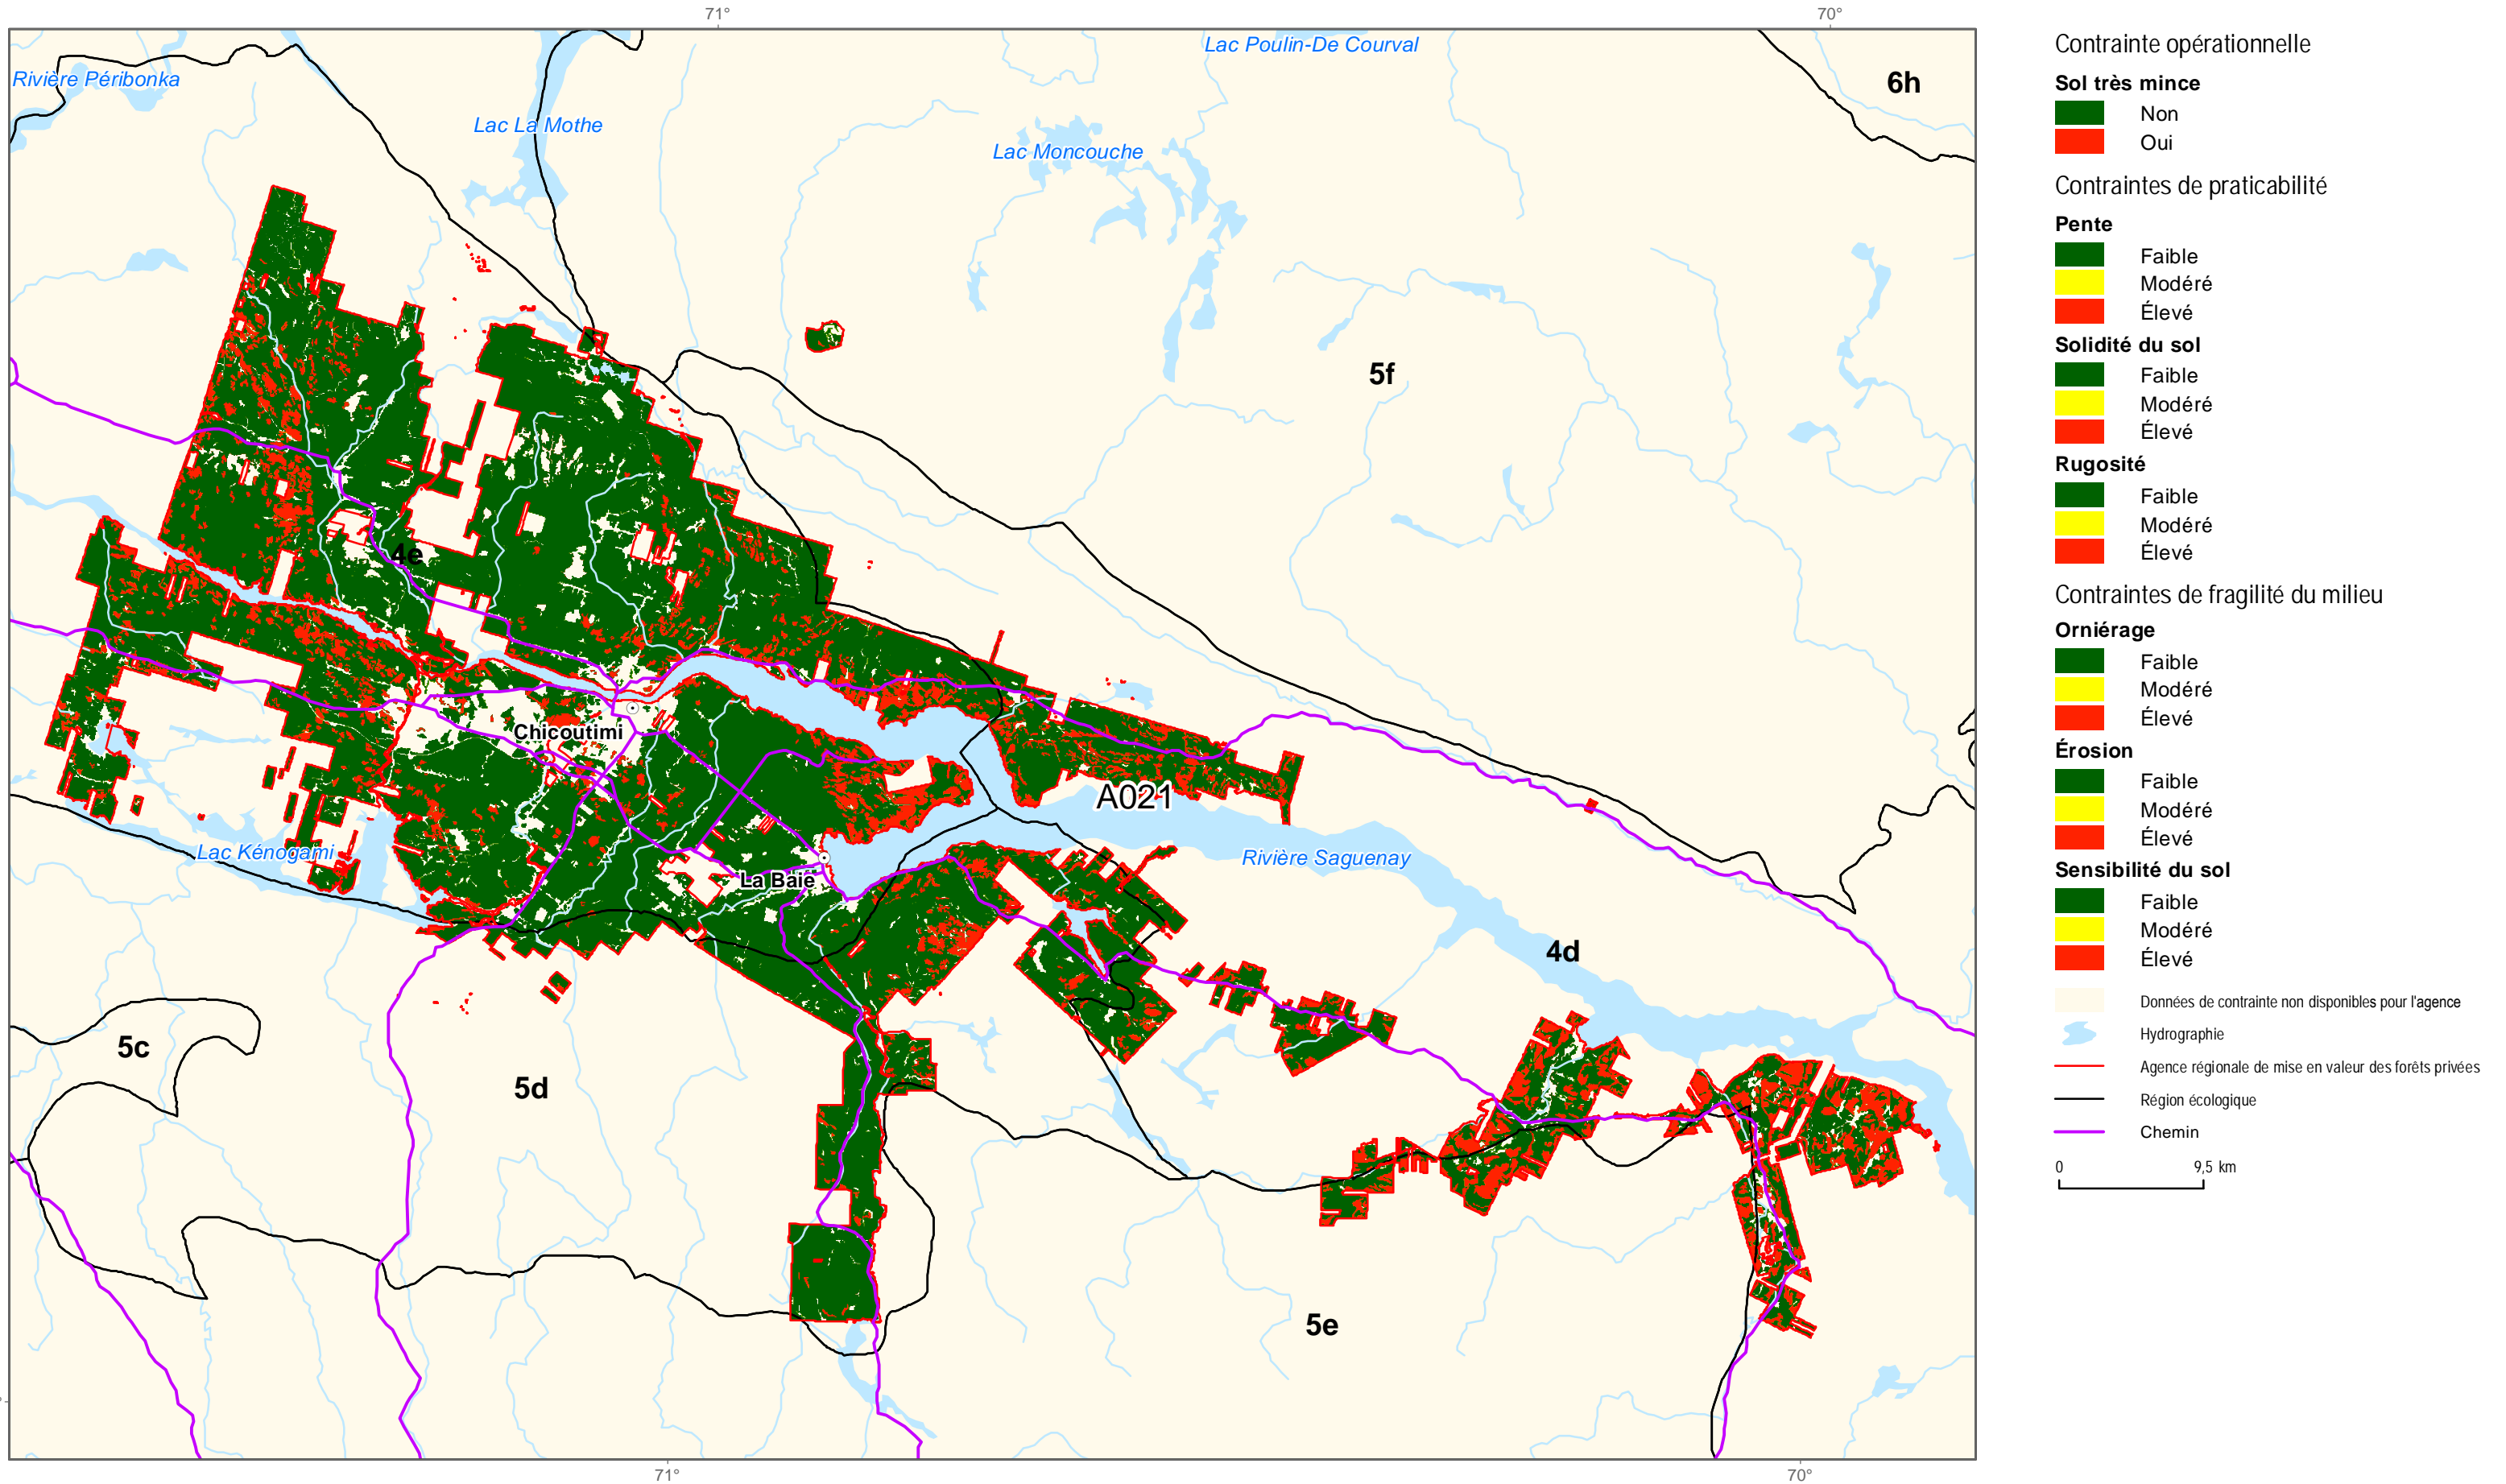 71°
70°
Lac Poulin-De Courval
Rivière Péribonka
6h
Lac La Mothe
Lac Moncouche
5f
4e
Chicoutimi
A021
Lac Kénogami
Rivière Saguenay
La Baie
4d
5c
5d
5e
71°
70°
Contrainte opérationnelle
Sol très mince
Non
Oui
Contraintes de praticabilité
Pente
Faible
Modéré
Élevé
Solidité du sol
Faible
Modéré
Élevé
Rugosité
Faible
Modéré
Élevé
Contraintes de fragilité du milieu
Orniérage
Faible
Modéré
Élevé
Érosion
Faible
Modéré
Élevé
Sensibilité du sol
Faible
Modéré
Élevé
Données de contrainte non disponibles pour l'agence
Hydrographie
Agence régionale de mise en valeur des forêts privées
Région écologique
Chemin
0 9,5 km